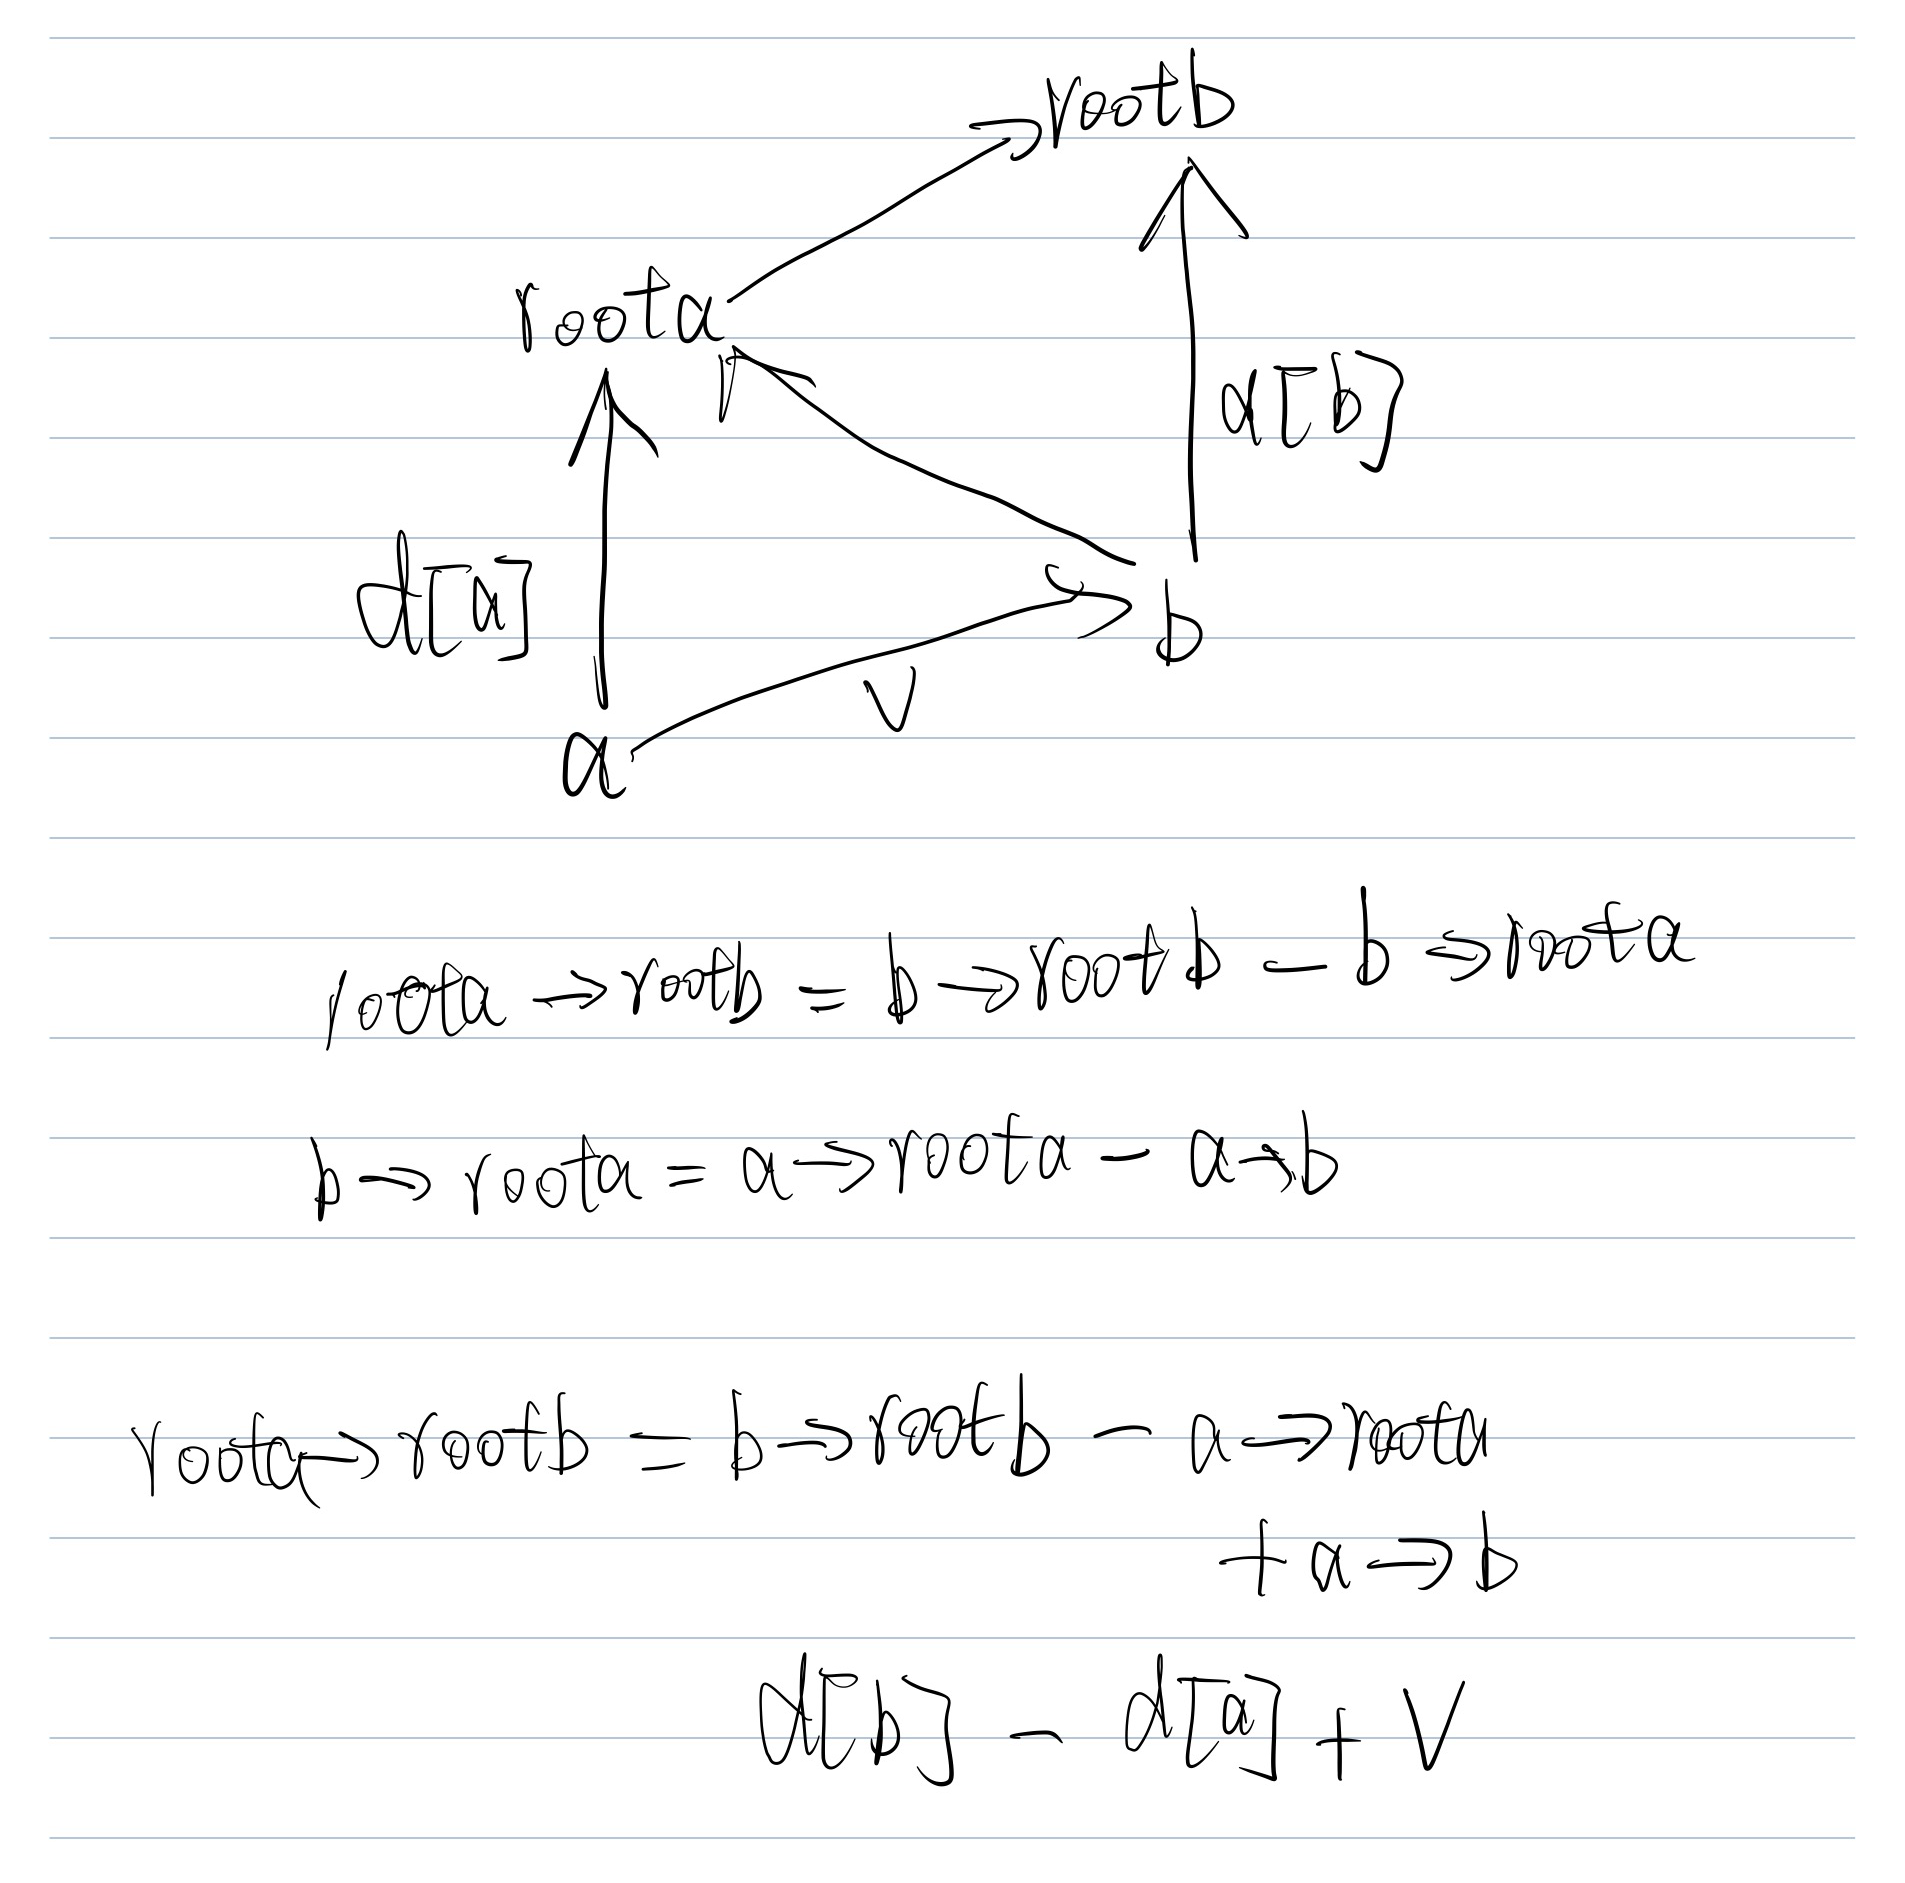 rootb
roota
d[b]
d[a]
b
V
a
roota → rootb = b → rootb - b → roota
b → roota = a → roota - a → b
roota → rootb = b → rootb - a → roota
+ a → b
d[b] - d[a] + V